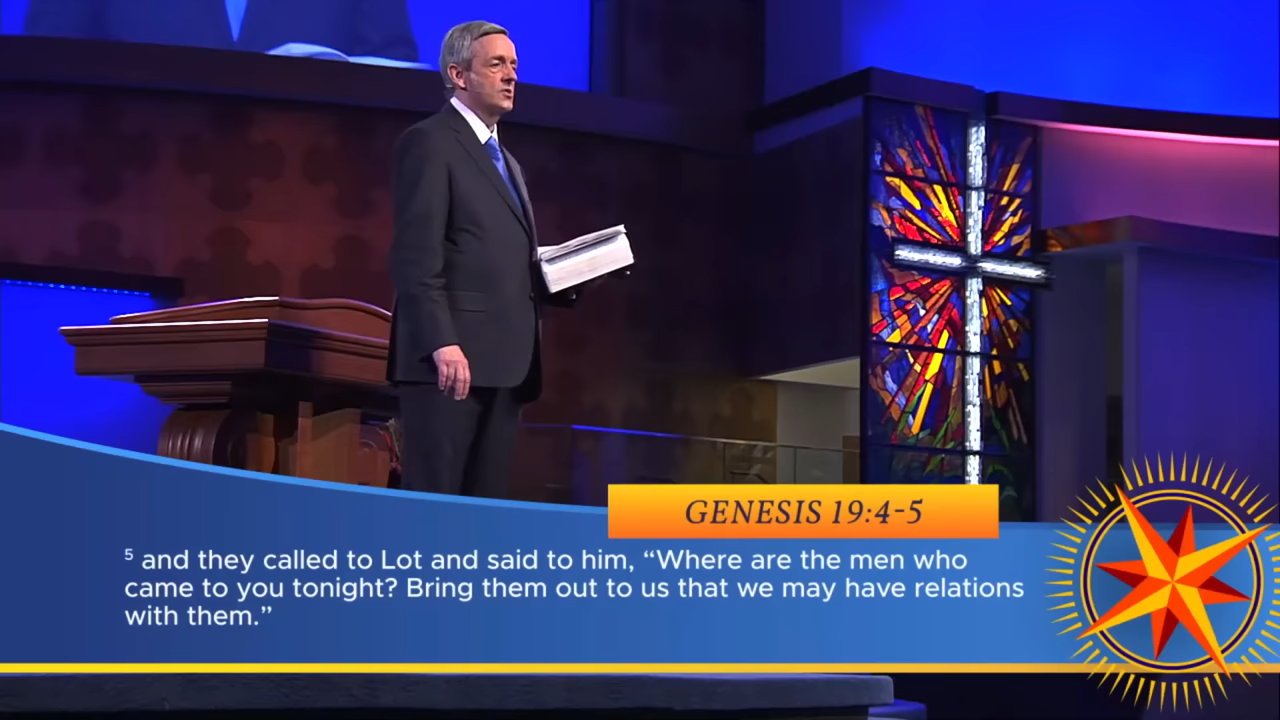 GENESIS 19:4-5
⁵ and they called to Lot and said to him, “Where are the men who
came to you tonight? Bring them out to us that we may have relations
with them.”